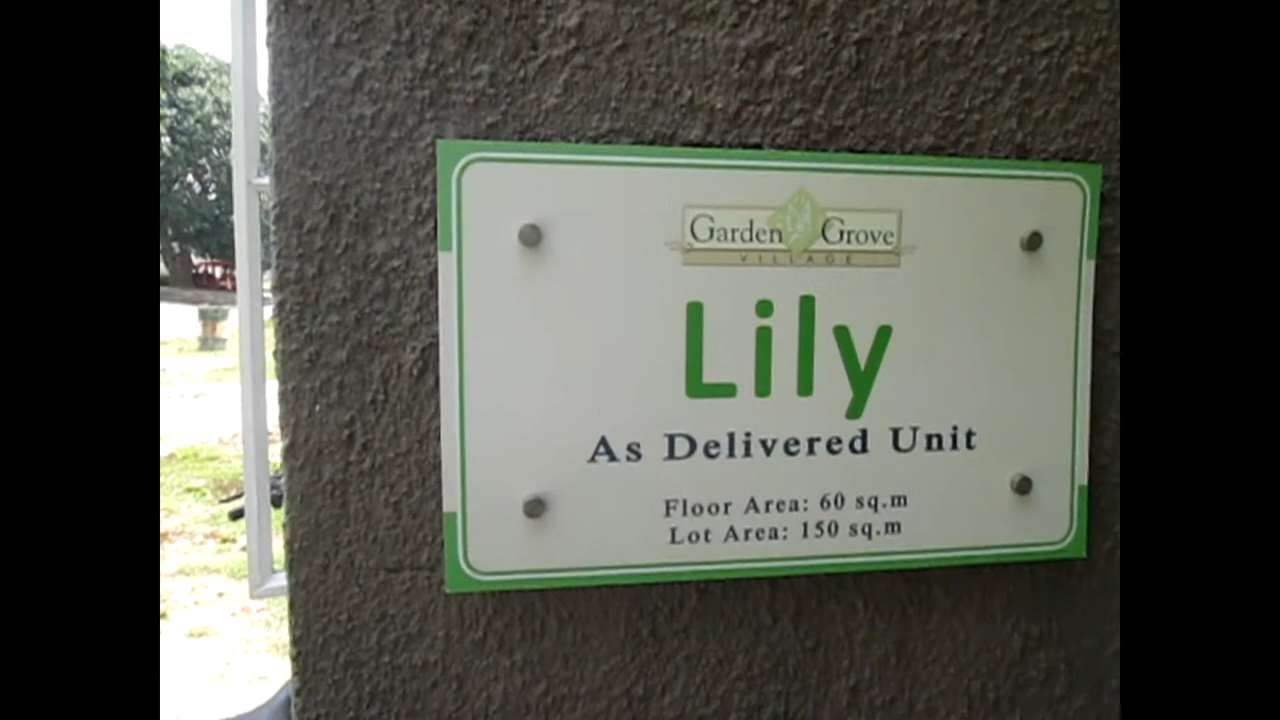 Garden Grove
VILLAGE
Lily
As Delivered Unit
Floor Area: 60 sq.m
Lot Area: 150 sq.m